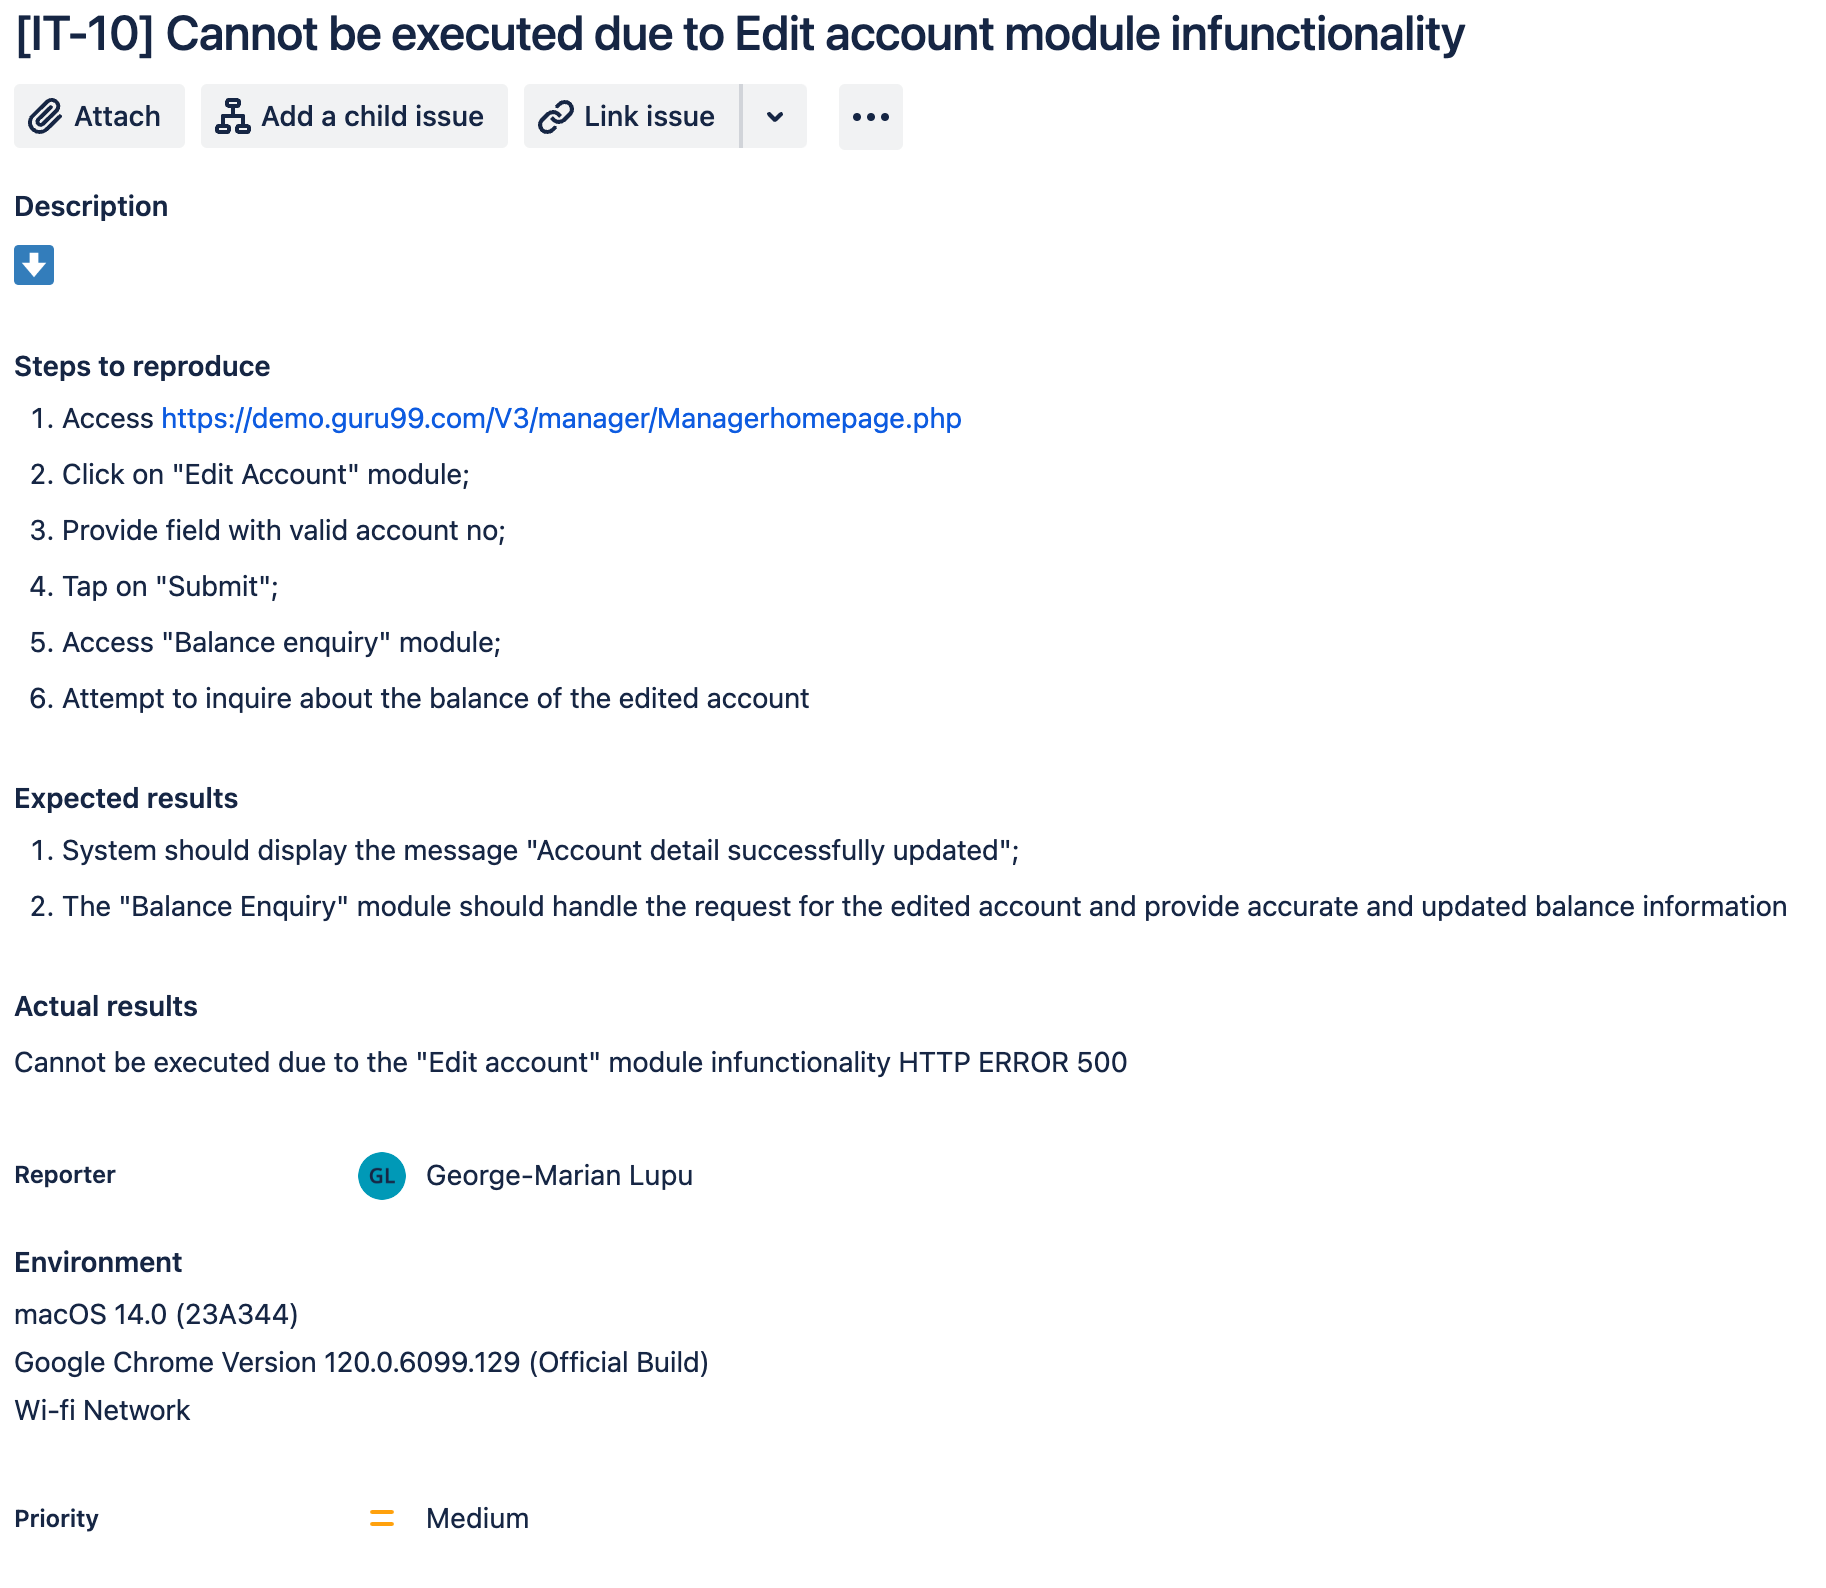 [IT-10] Cannot be executed due to Edit account module infunctionality
Attach
Add a child issue
Link issue
Description
Steps to reproduce
1. Access https://demo.guru99.com/V3/manager/Managerhomepage.php
2. Click on "Edit Account" module;
3. Provide field with valid account no;
4. Tap on "Submit";
5. Access "Balance enquiry" module;
6. Attempt to inquire about the balance of the edited account
Expected results
1. System should display the message "Account detail successfully updated";
2. The "Balance Enquiry" module should handle the request for the edited account and provide accurate and updated balance information
Actual results
Cannot be executed due to the "Edit account" module infunctionality HTTP ERROR 500
Reporter GL George-Marian Lupu
Environment
macOS 14.0 (23A344)
Google Chrome Version 120.0.6099.129 (Official Build)
Wi-fi Network
Priority Medium